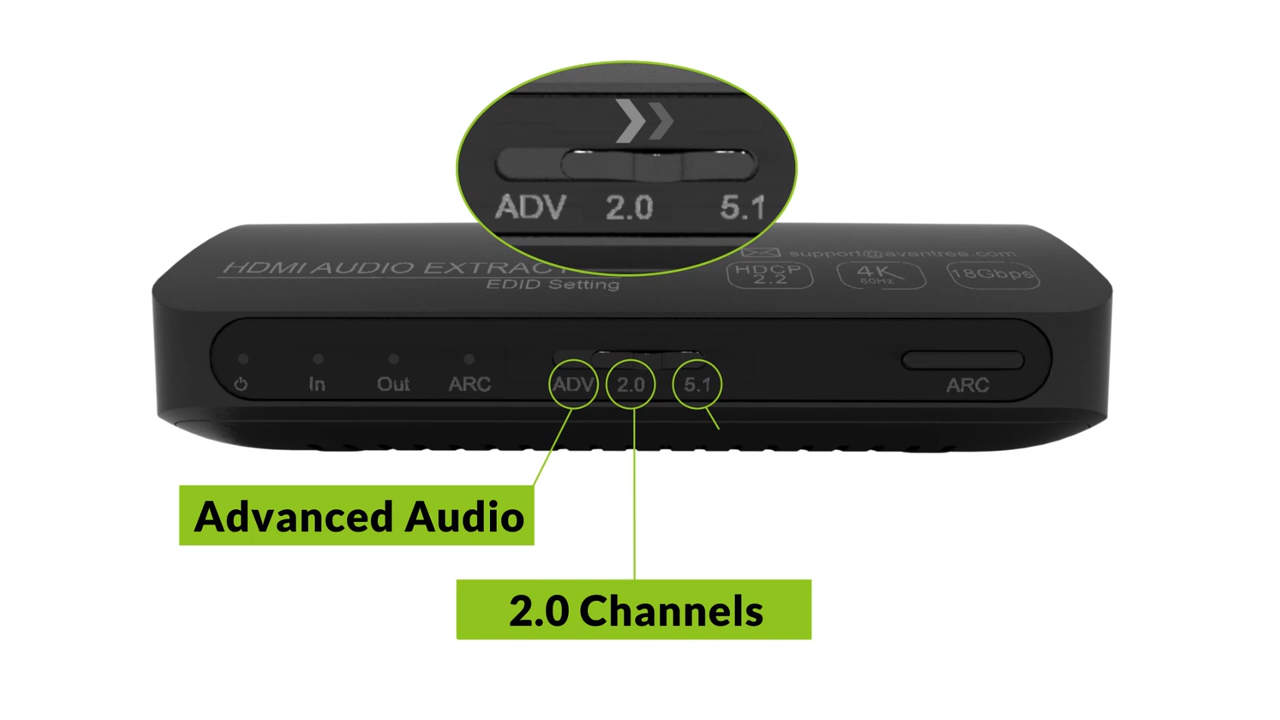 ADV 2.0 5.1
HDMI AUDIO EXTRAC
support@avantree.com
EDID Setting
HDCP
2.2
4K
60Hz
18Gbps
In Out ARC ADV 2.0 5.1 ARC
Advanced Audio
2.0 Channels